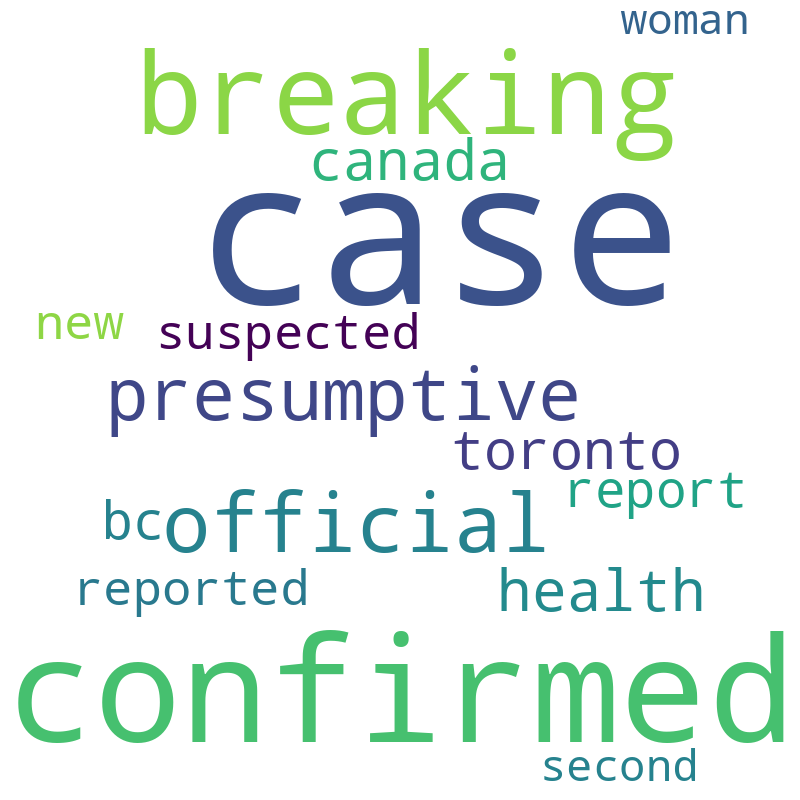 woman
breaking
canada
case
new
suspected
presumptive
toronto
report
bc
official
reported
health
confirmed
second